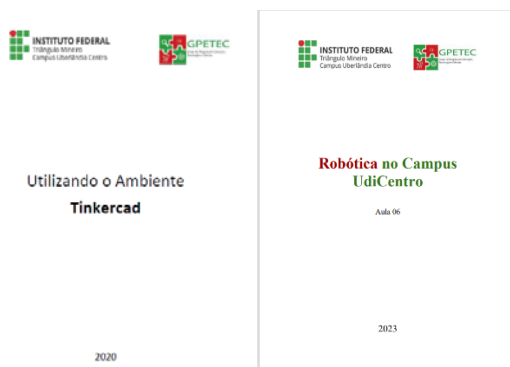 INSTITUTO FEDERAL
Triângulo Mineiro
Campus Uberlândia Centro
GPETEC
Utilizando o Ambiente
Tinkercad
2020
INSTITUTO FEDERAL
Triângulo Mineiro
Campus Uberlândia Centro
GPETEC
Robótica no Campus
UdiCentro
Aula 06
2023